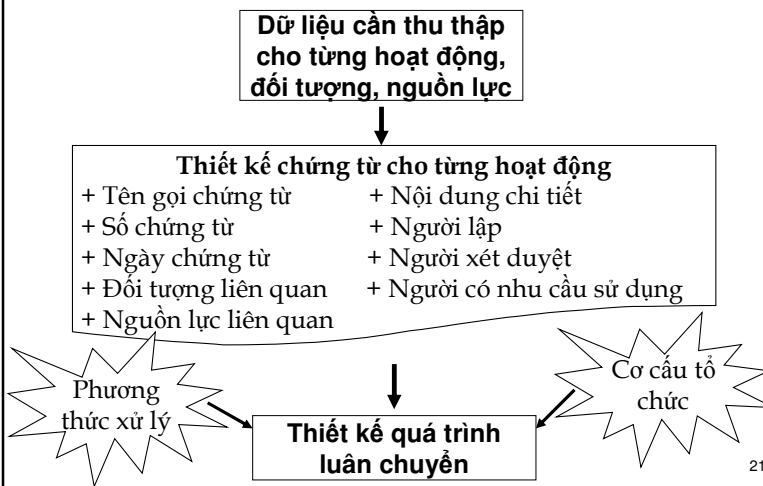 Dữ liệu cần thu thập
cho từng hoạt động,
đối tượng, nguồn lực
Thiết kế chứng từ cho từng hoạt động
+ Tên gọi chứng từ
+ Số chứng từ
+ Ngày chứng từ
+ Đối tượng liên quan
+ Nguồn lực liên quan
+ Nội dung chi tiết
+ Người lập
+ Người xét duyệt
+ Người có nhu cầu sử dụng
Phương
thức xử lý
Cơ cấu tổ
chức
Thiết kế quá trình
luân chuyển
21